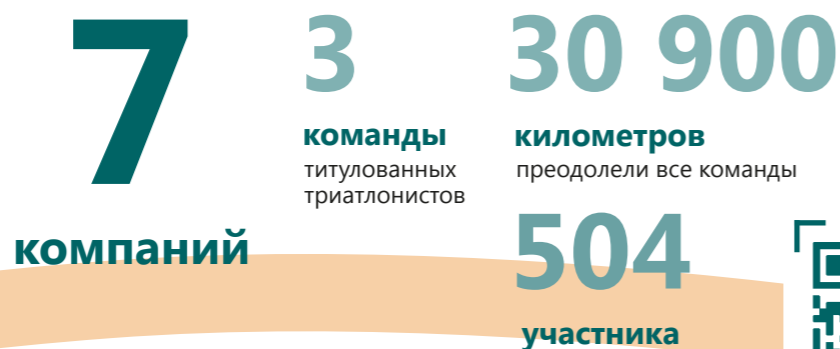 7
компаний
3
команды
титулованных
триатлонистов
30 900
километров
преодолели все команды
504
участника